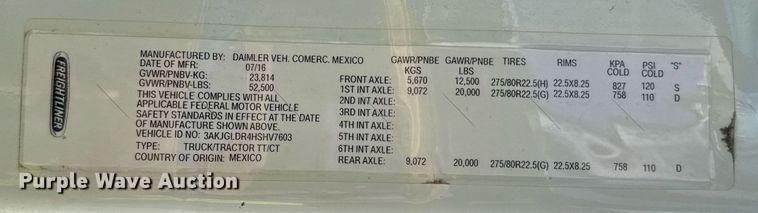 FREIGHTLINER
MANUFACTURED BY: DAIMLER VEH. COMERC. MEXICO
DATE OF MFR: 07/16
GVWR/PNBV-KG: 23,814
GVWR/PNBV-LBS: 52,500
THIS VEHICLE COMPLIES WITH ALL
APPLICABLE FEDERAL MOTOR VEHICLE
SAFETY STANDARDS IN EFFECT AT THE DATE
OF MANUFACTURE SHOWN ABOVE.
VEHICLE ID NO: 3AKJGLDR4HSHV7603
TYPE: TRUCK/TRACTOR TT/CT
COUNTRY OF ORIGIN: MEXICO
GAWR/PNBE GAWR/PNBE TIRES RIMS KPA PSI "S"
KGS LBS COLD COLD
FRONT AXLE: 5,670 12,500 275/80R22.5(H) 22.5X8.25 827 120 S
1ST INT AXLE: 9,072 20,000 275/80R22.5(G) 22.5X8.25 758 110 D
2ND INT AXLE:
3RD INT AXLE:
4TH INT AXLE:
5TH INT AXLE:
6TH INT AXLE:
REAR AXLE: 9,072 20,000 275/80R22.5(G) 22.5X8.25 758 110 D
Purple Wave Auction